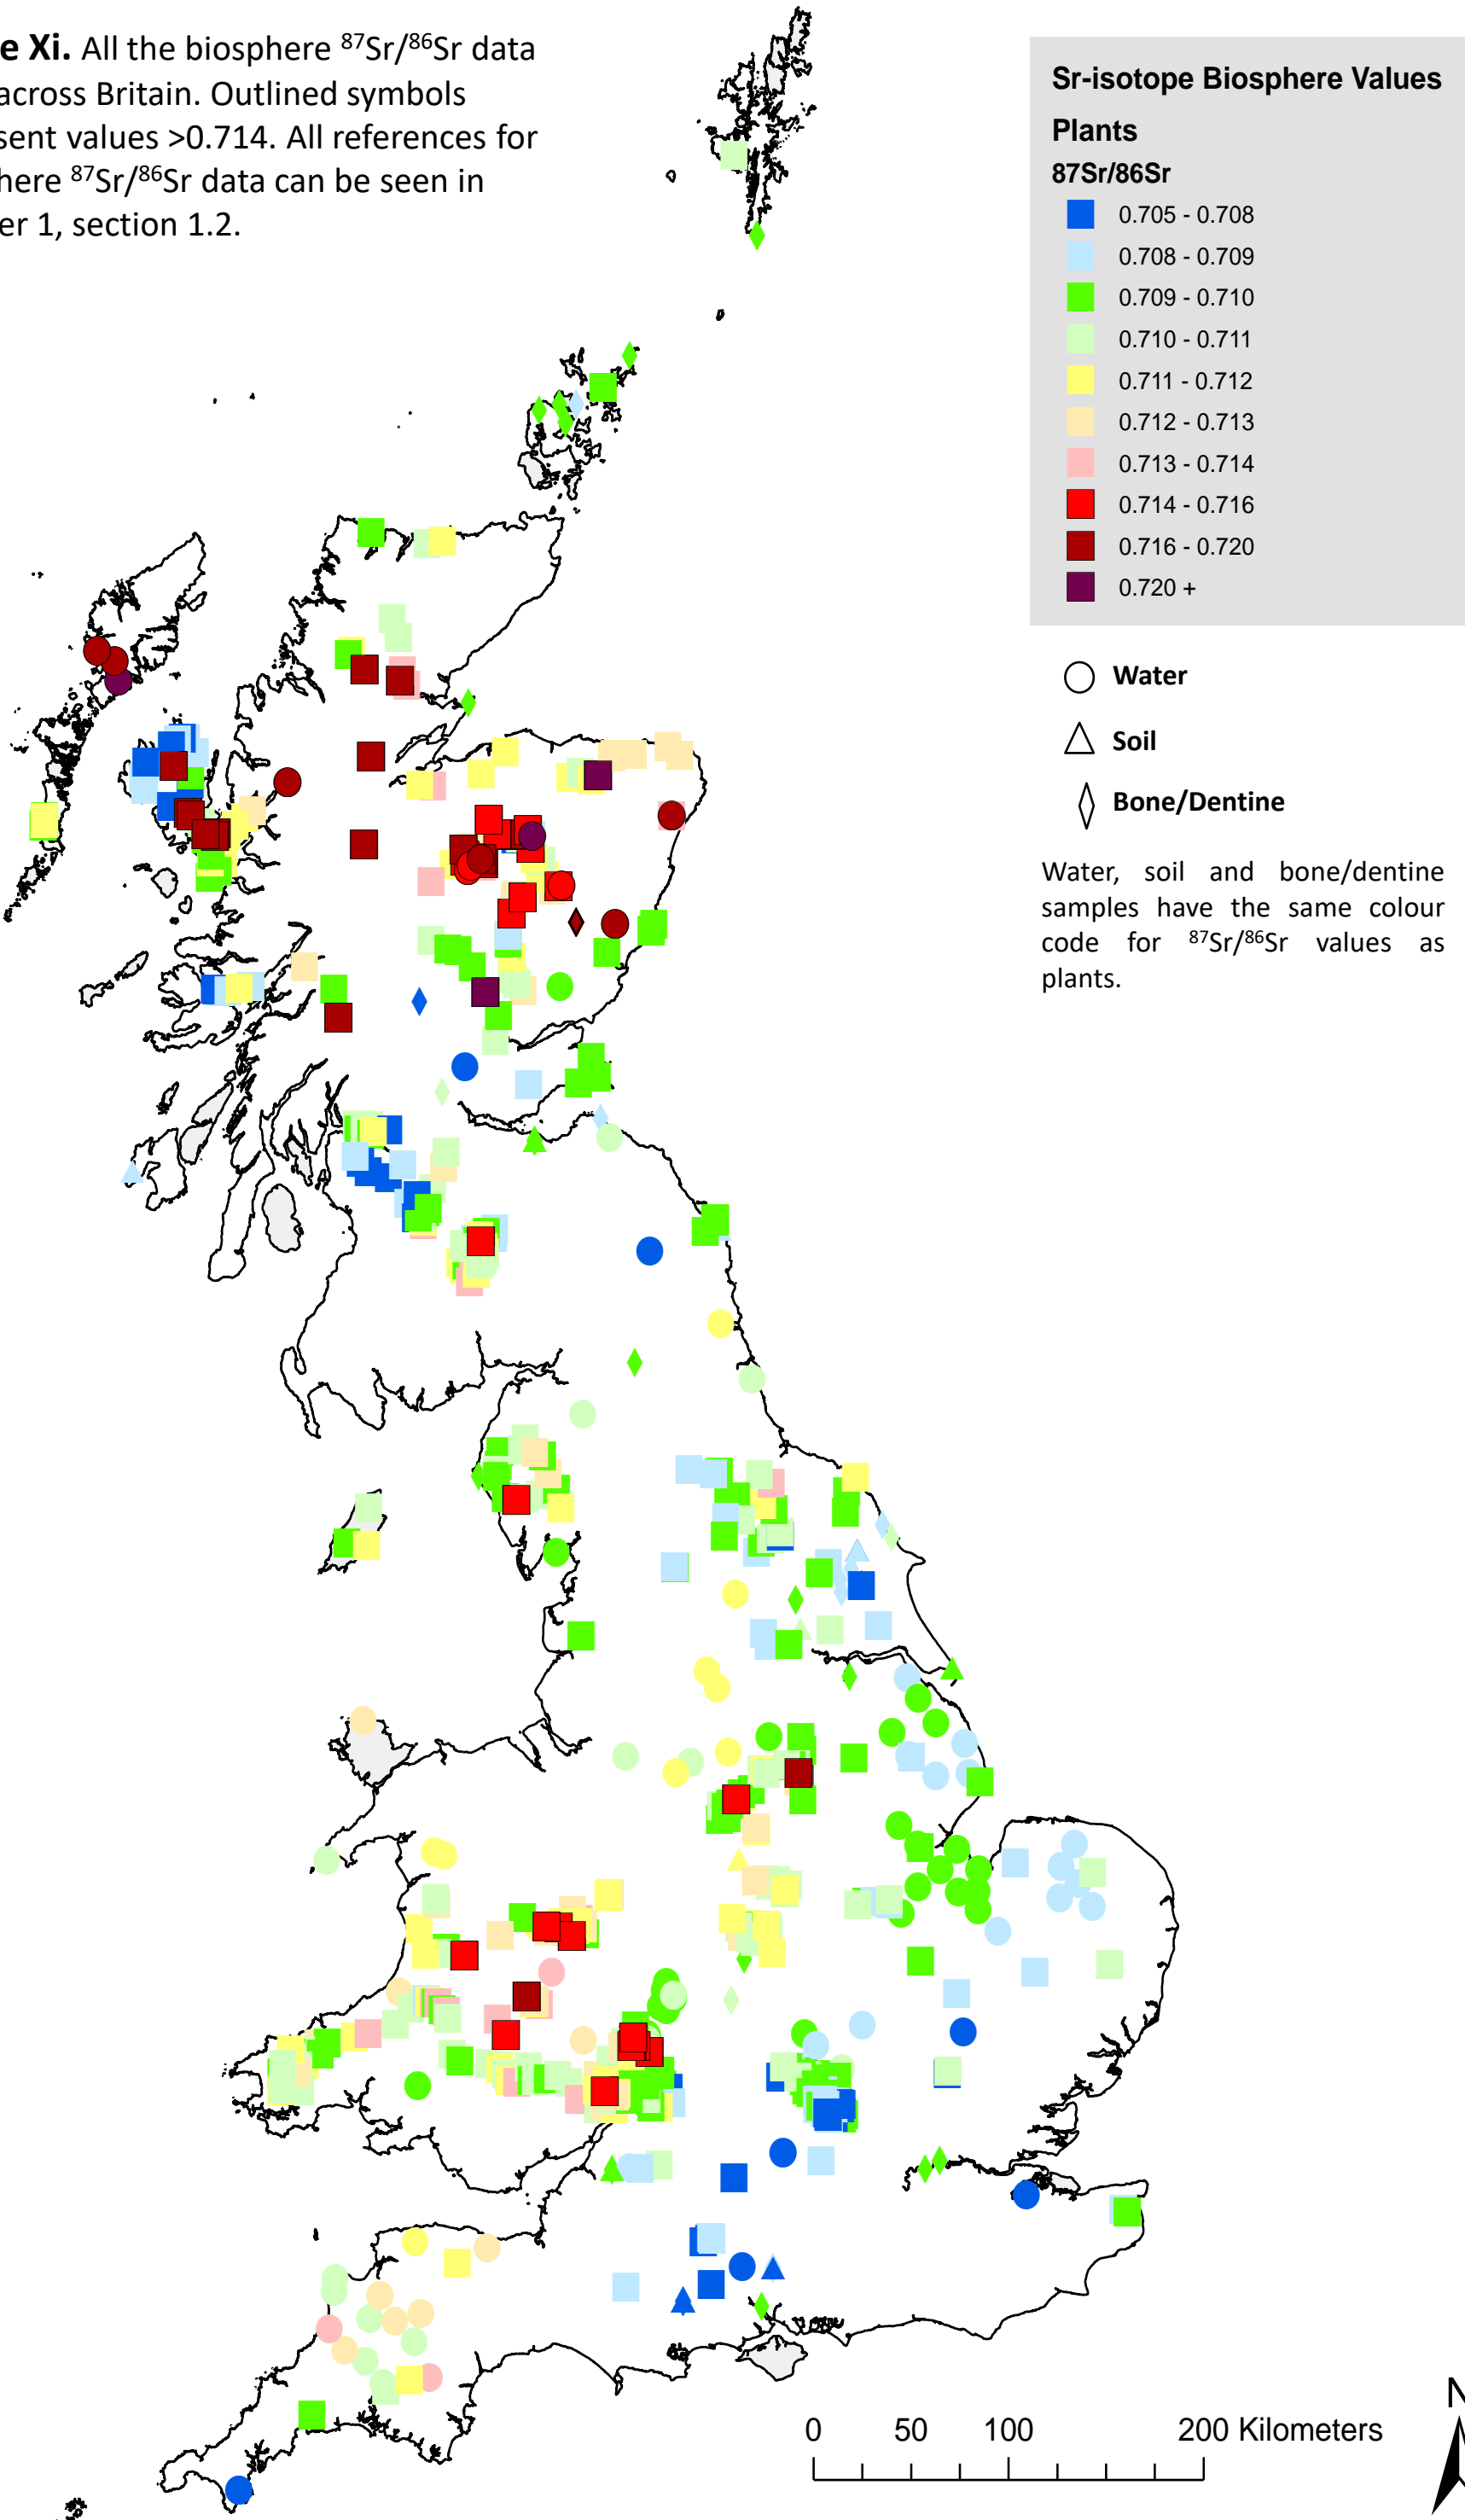 e Xi. All the biosphere ⁸⁷Sr/⁸⁶Sr data
across Britain. Outlined symbols
sent values >0.714. All references for
here ⁸⁷Sr/⁸⁶Sr data can be seen in
er 1, section 1.2.
Sr-isotope Biosphere Values
Plants
87Sr/86Sr
0.705 - 0.708
0.708 - 0.709
0.709 - 0.710
0.710 - 0.711
0.711 - 0.712
0.712 - 0.713
0.713 - 0.714
0.714 - 0.716
0.716 - 0.720
0.720 +
Water
Soil
Bone/Dentine
Water, soil and bone/dentine
samples have the same colour
code for ⁸⁷Sr/⁸⁶Sr values as
plants.
0 50 100 200 Kilometers
N